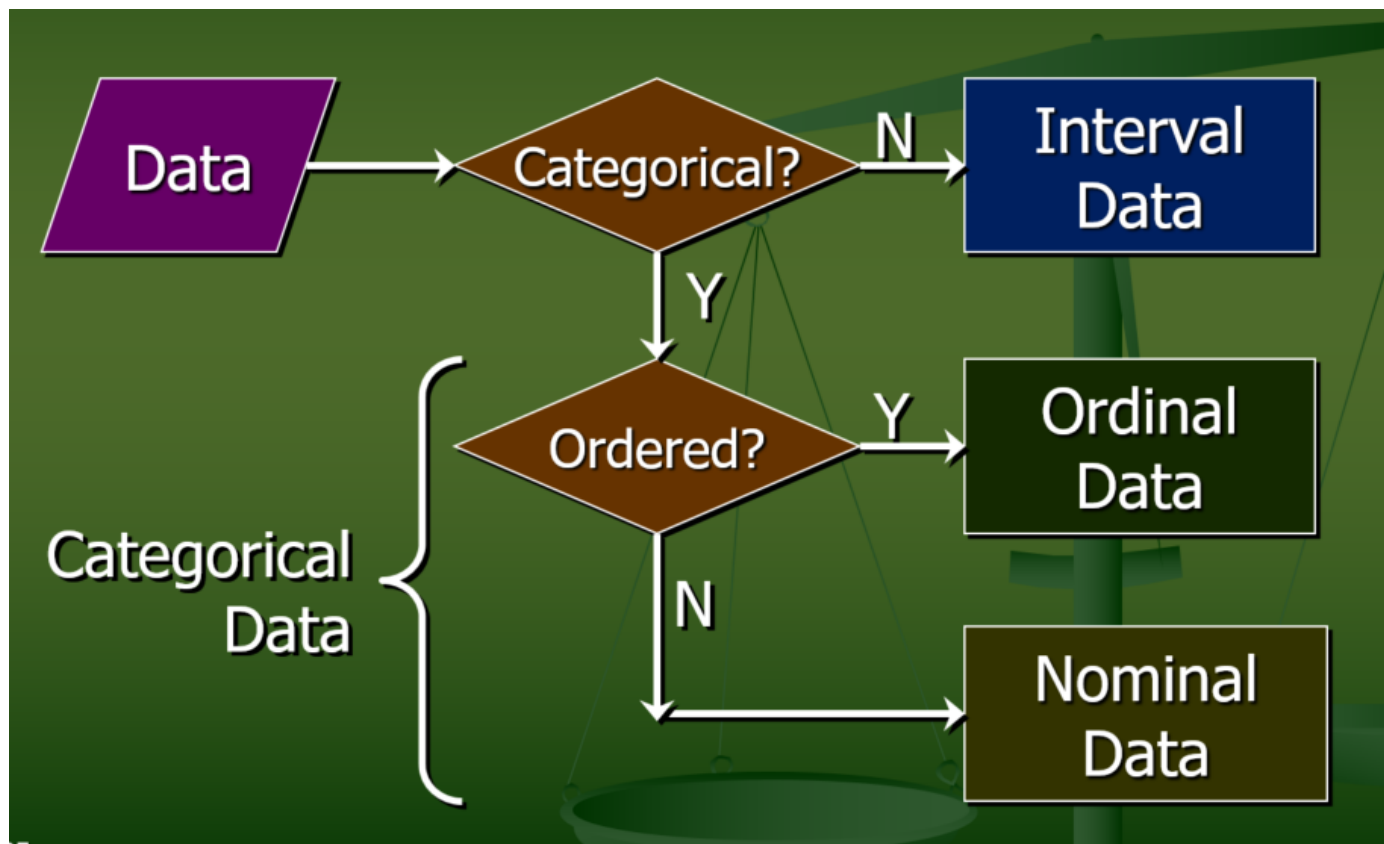 Data
Categorical?
N
Interval
Data
Y
Ordered?
Y
Ordinal
Data
Categorical
Data
N
Nominal
Data